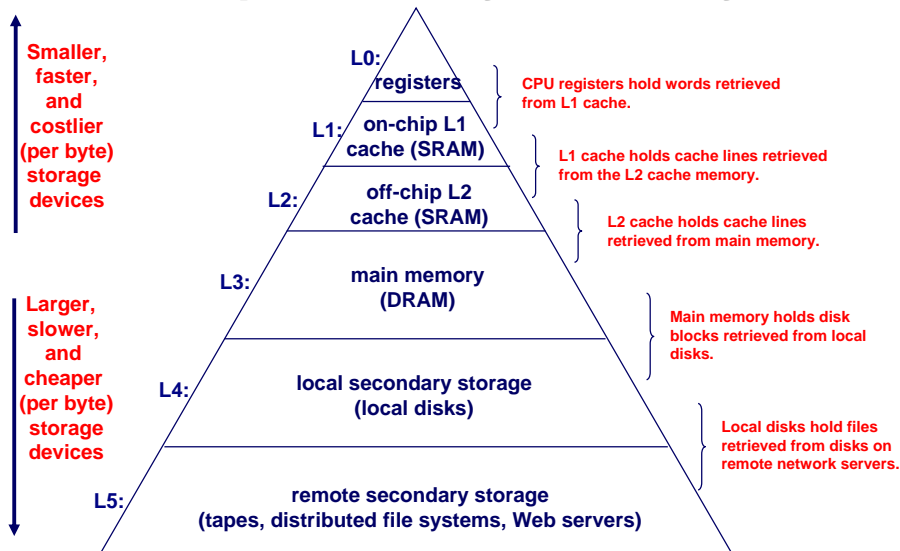 Smaller,
faster,
and
costlier
(per byte)
storage
devices
Larger,
slower,
and
cheaper
(per byte)
storage
devices
L0:
registers
CPU registers hold words retrieved
from L1 cache.
L1:
on-chip L1
cache (SRAM)
L1 cache holds cache lines retrieved
from the L2 cache memory.
L2:
off-chip L2
cache (SRAM)
L2 cache holds cache lines
retrieved from main memory.
L3:
main memory
(DRAM)
Main memory holds disk
blocks retrieved from local
disks.
L4:
local secondary storage
(local disks)
Local disks hold files
retrieved from disks on
remote network servers.
L5:
remote secondary storage
(tapes, distributed file systems, Web servers)